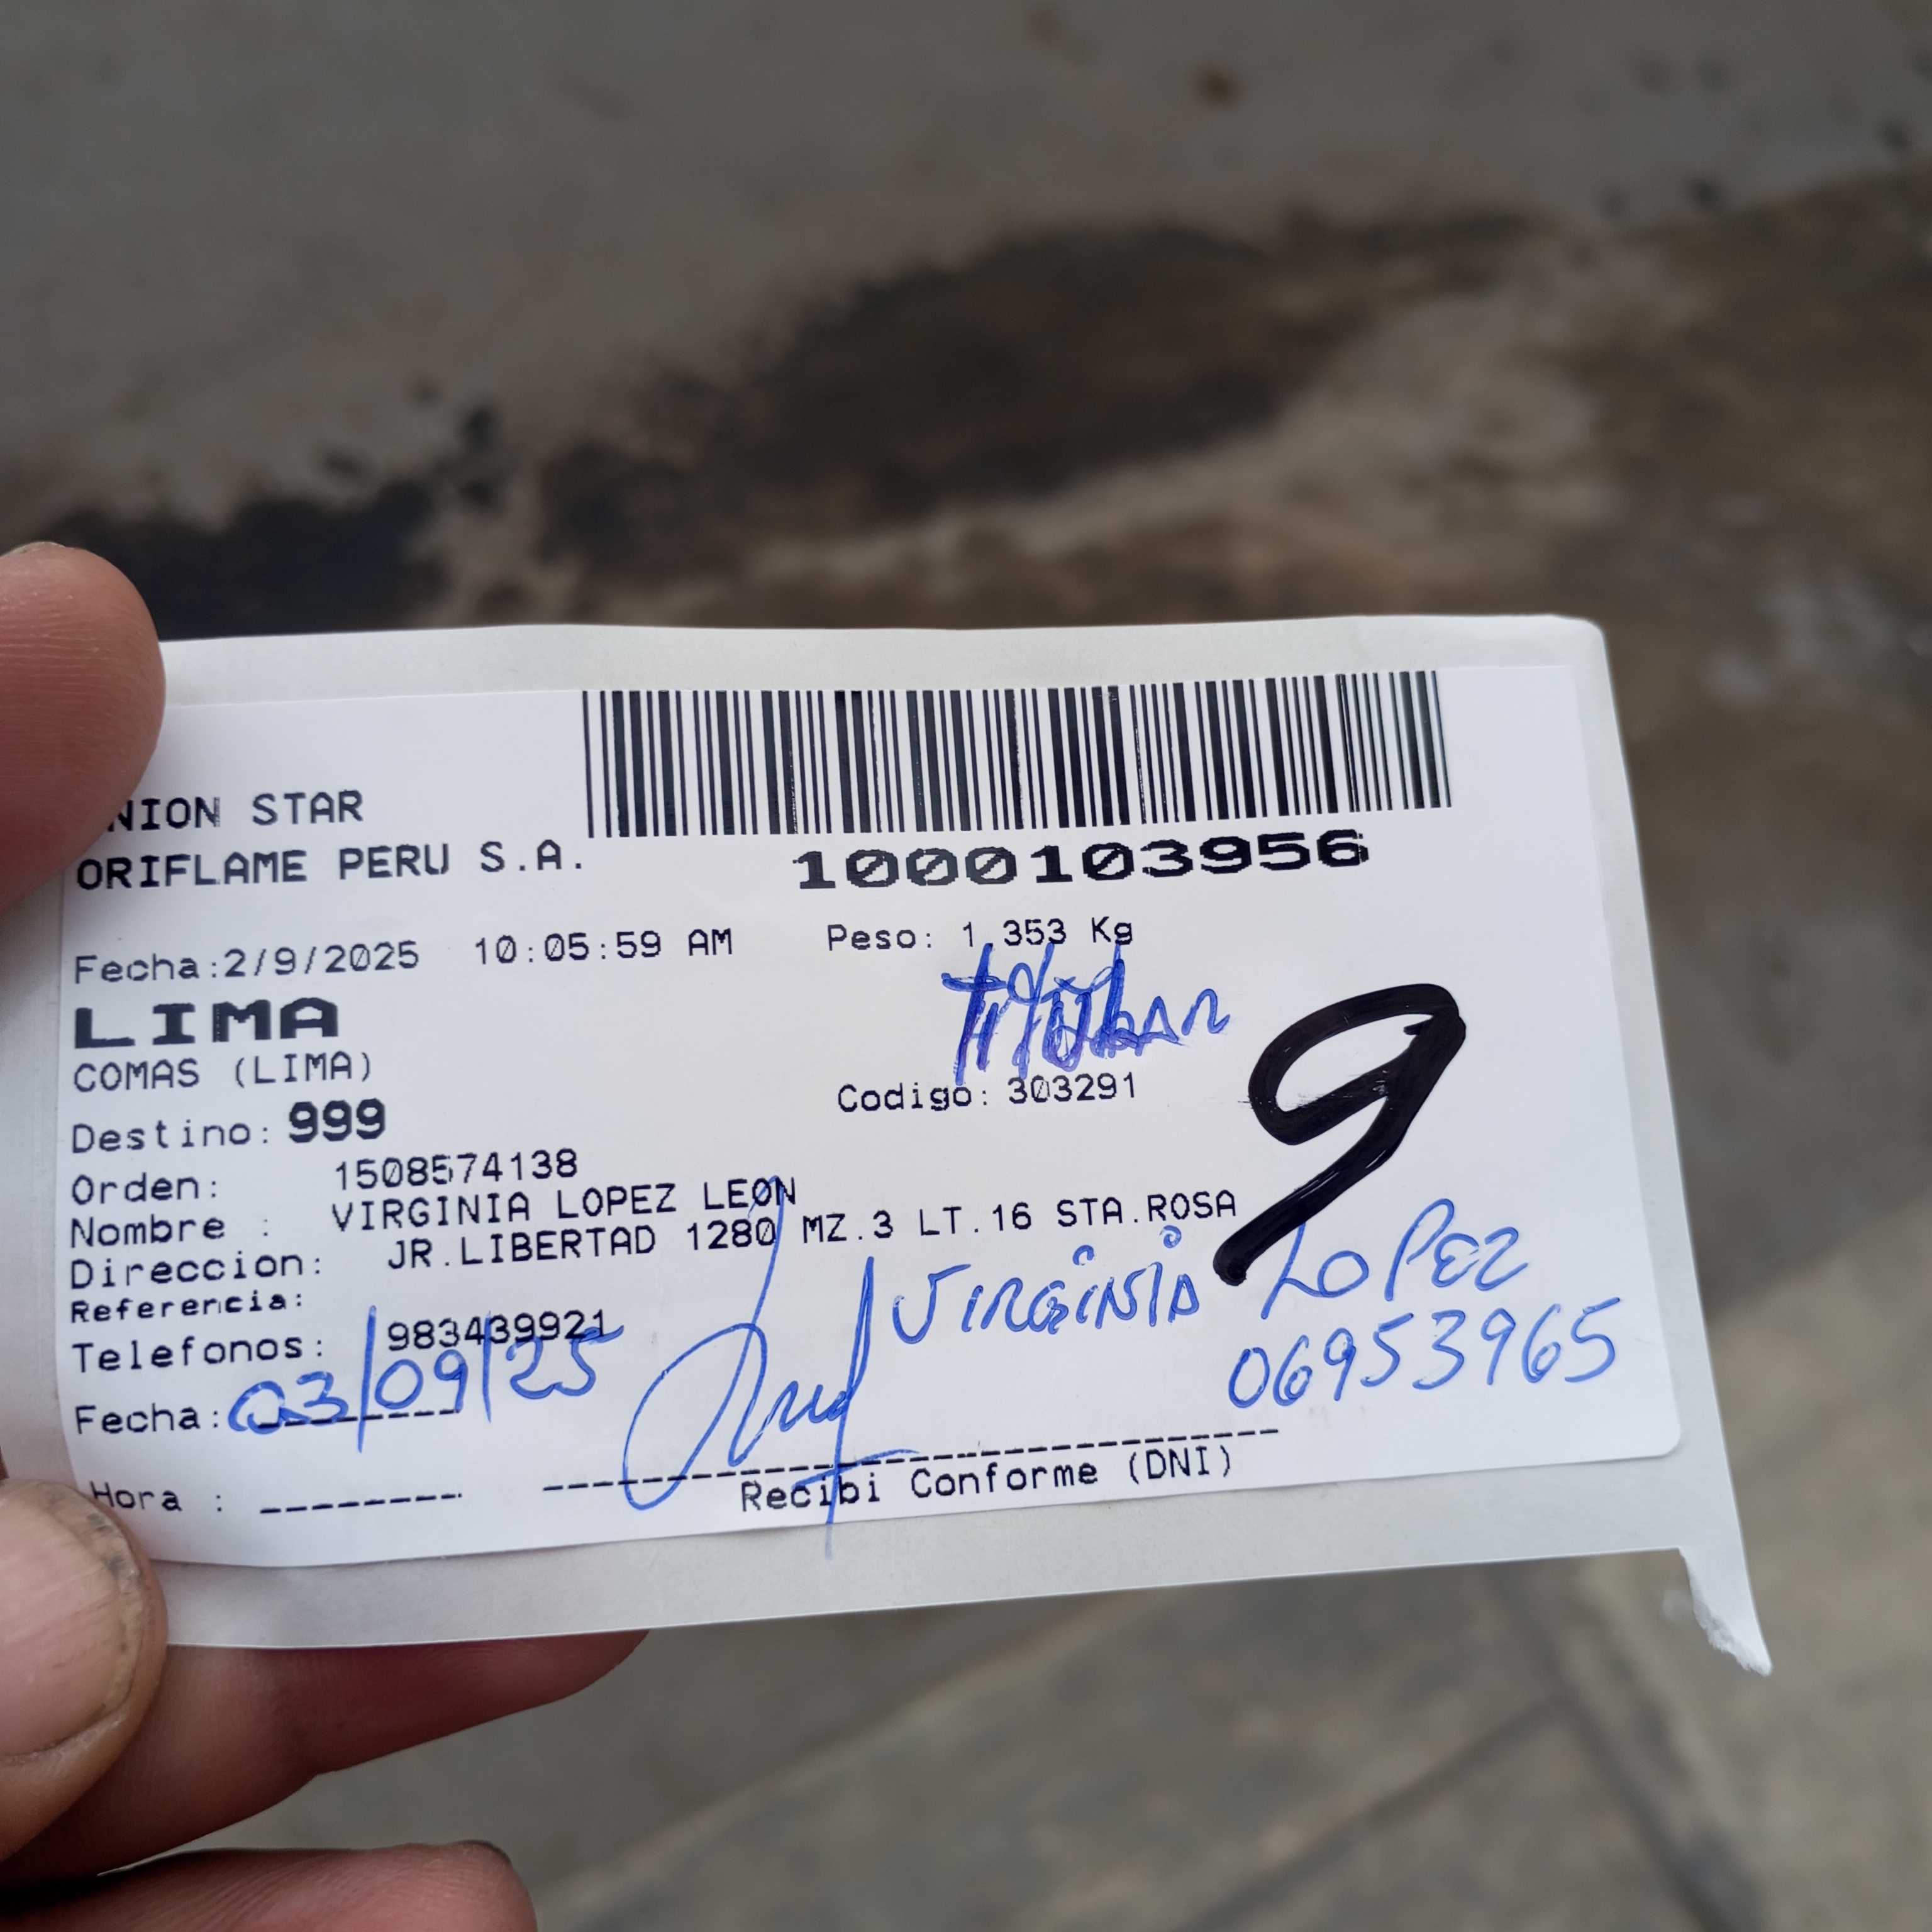 NION STAR
ORIFLAME PERU S.A.
1000103956
Fecha:2/9/2025 10:05:59 AM Peso: 1,353 Kg
LIMA
COMAS (LIMA)
Titular
Codigo: 303291
9
Destino: 999
Orden: 1508574138
Nombre : VIRGINIA LOPEZ LEON
Direccion: JR.LIBERTAD 1280 MZ.3 LT.16 STA.ROSA
Referencia:
Telefonos: 983439921
VIRGINIA LOPEZ
06953965
Fecha: 03/09/25
Hora :
Recibi Conforme (DNI)